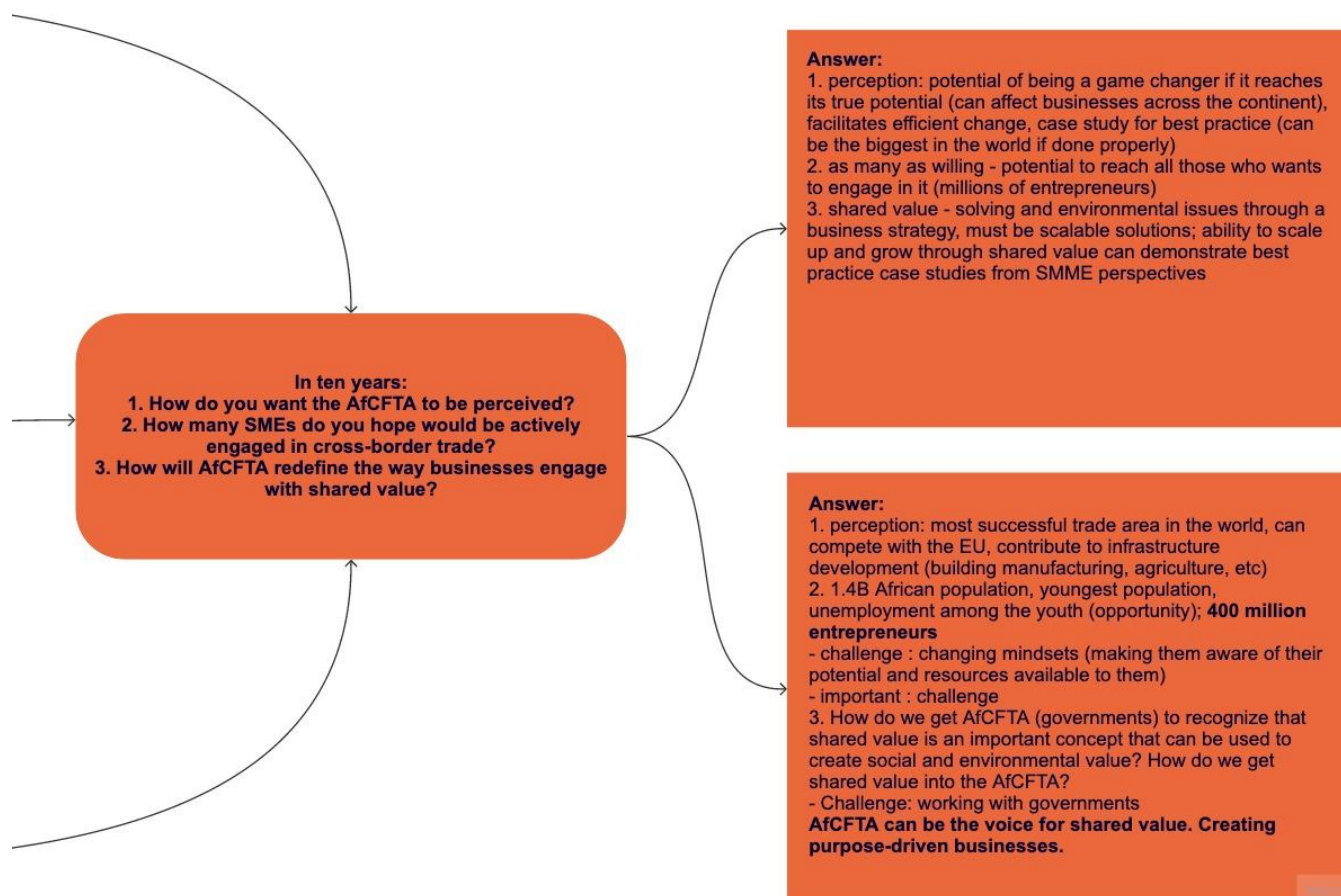 In ten years:
1. How do you want the AfCFTA to be perceived?
2. How many SMEs do you hope would be actively
engaged in cross-border trade?
3. How will AfCFTA redefine the way businesses engage
with shared value?
Answer:
1. perception: potential of being a game changer if it reaches
its true potential (can affect businesses across the continent),
facilitates efficient change, case study for best practice (can
be the biggest in the world if done properly)
2. as many as willing - potential to reach all those who wants
to engage in it (millions of entrepreneurs)
3. shared value - solving and environmental issues through a
business strategy, must be scalable solutions; ability to scale
up and grow through shared value can demonstrate best
practice case studies from SMME perspectives
Answer:
1. perception: most successful trade area in the world, can
compete with the EU, contribute to infrastructure
development (building manufacturing, agriculture, etc)
2. 1.4B African population, youngest population,
unemployment among the youth (opportunity); 400 million
entrepreneurs
- challenge : changing mindsets (making them aware of their
potential and resources available to them)
- important : challenge
3. How do we get AfCFTA (governments) to recognize that
shared value is an important concept that can be used to
create social and environmental value? How do we get
shared value into the AfCFTA?
- Challenge: working with governments
AfCFTA can be the voice for shared value. Creating
purpose-driven businesses.